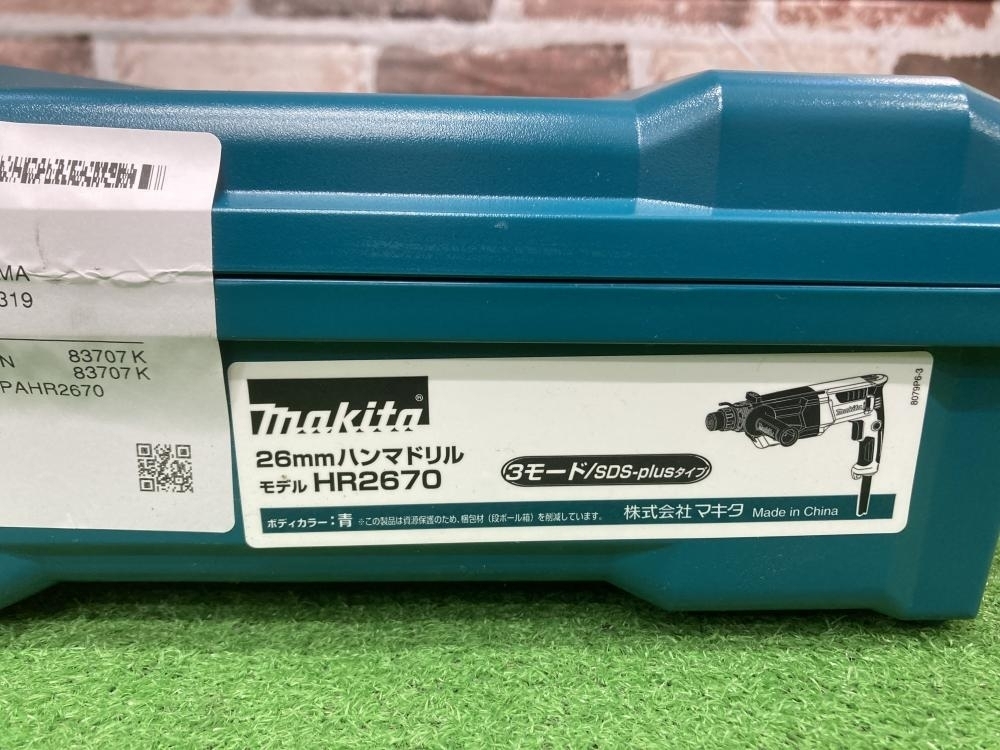 MA
319
N 83707 K
83707 K
PAHR2670
makita®
26mmハンマドリル
モデル HR2670
3モード/SDS-plusタイプ
makita
8079P6-3
ボディカラー：青 ※この製品は資源保護のため、梱包材（段ボール箱）を削減しています。 株式会社マキタ Made in China